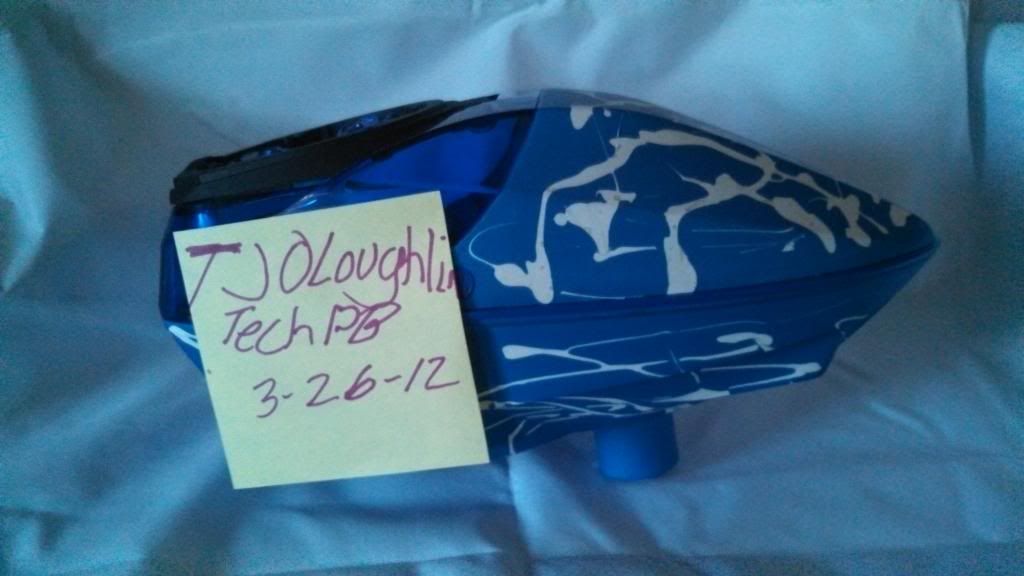 TJ OLoughlin
Tech PB
3-26-12